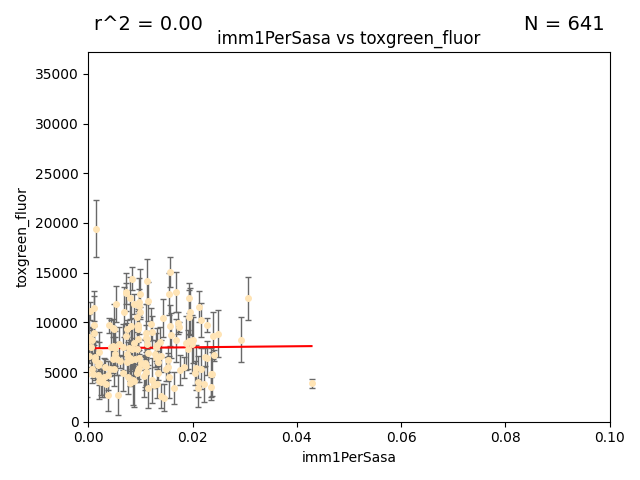 r^2 = 0.00
N = 641
imm1PerSasa vs toxgreen_fluor
35000
30000
25000
20000
15000
10000
5000
0
toxgreen_fluor
0.00
0.02
0.04
0.06
0.08
0.10
imm1PerSasa